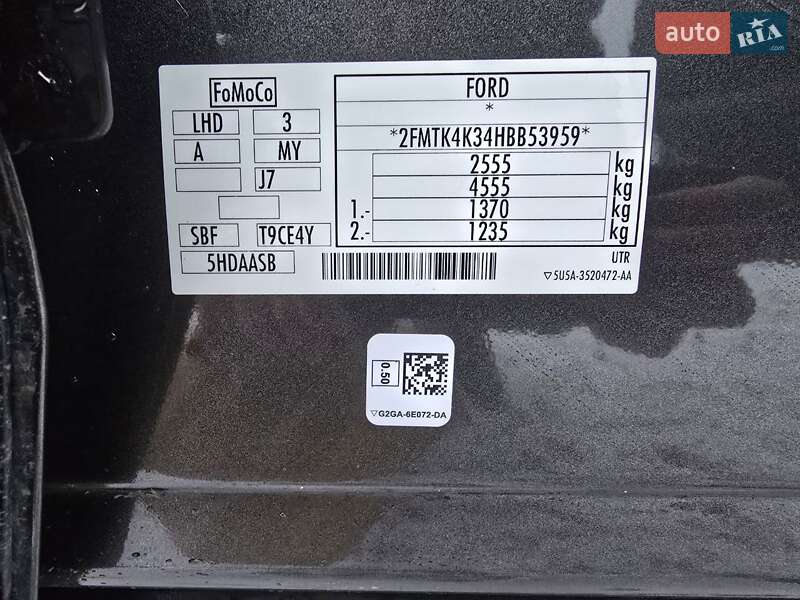 auto RIA .com
FoMoCo
LHD 3
A MY
J7
SBF T9CE4Y
5HDAASB
FORD
*
*2FMTK4K34HBB53959*
2555 kg
4555 kg
1.- 1370 kg
2.- 1235 kg
UTR
5U5A-3520472-AA
0.50
G2GA-6E072-DA